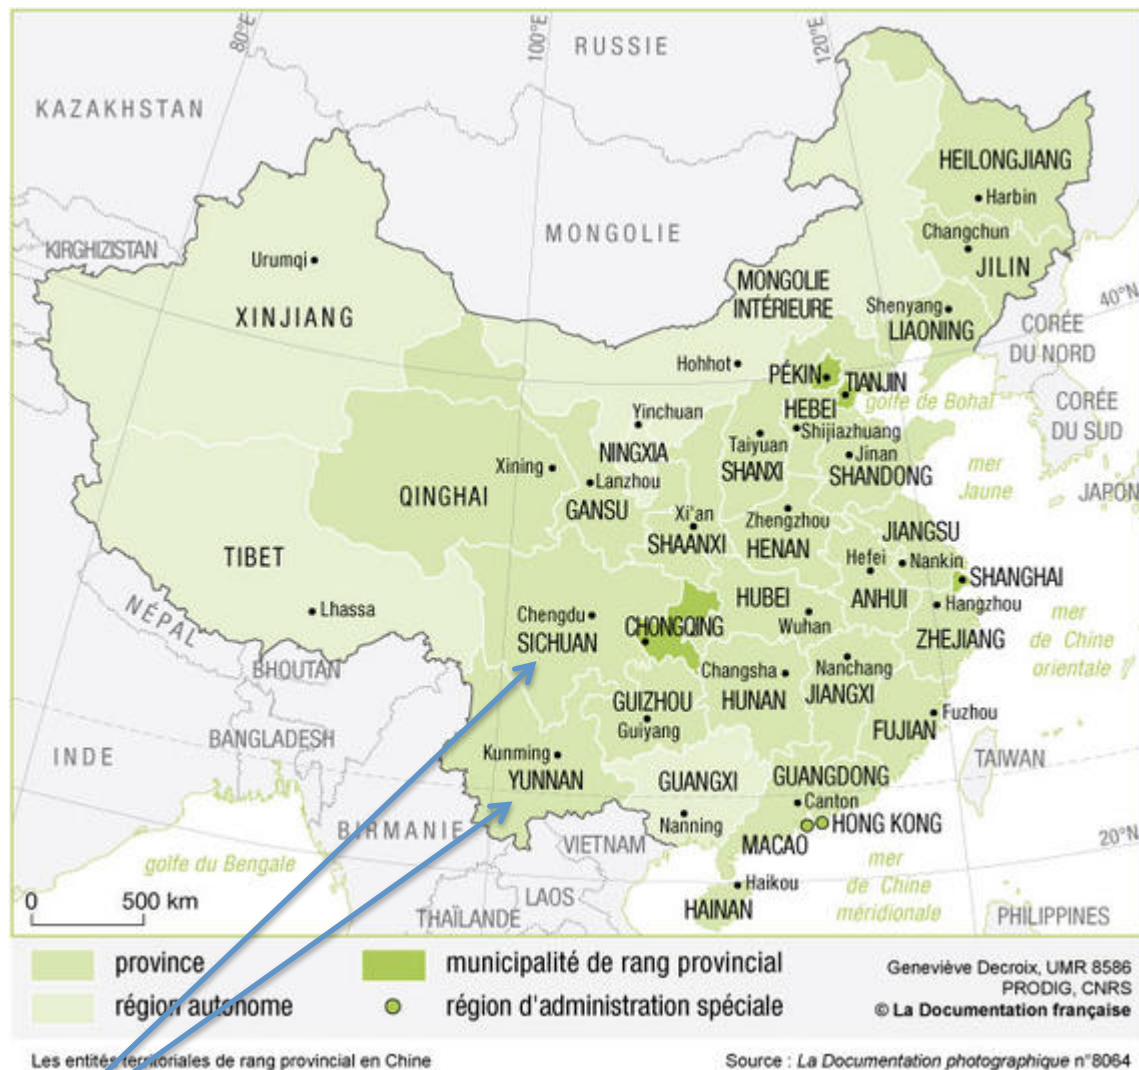 80°E
100°E
120°E
RUSSIE
KAZAKHSTAN
HEILONGJIANG
Harbin
MONGOLIE
Changchun
KIRGHIZISTAN
Urumqi
JILIN
MONGOLIE
INTÉRIEURE
40°N
XINJIANG
Shenyang
LIAONING
CORÉE
DU NORD
Hohhot
PÉKIN
TIANJIN
HEBEI
golfe de Bohai
CORÉE
DU SUD
Yinchuan
Shijiazhuang
Taiyuan
NINGXIA
Jinan
Xining
SHANXI
SHANDONG
mer
Jaune
Lanzhou
QINGHAI
JAPON
GANSU
Xi'an
Zhengzhou
JIANGSU
SHAANXI
HENAN
TIBET
Hefei
Nankin
SHANGHAI
Lhassa
Chengdu
HUBEI
ANHUI
Hangzhou
NÉPAL
CHONGQING
Wuhan
mer
de Chine
orientale
SICHUAN
ZHEJIANG
BHOUTAN
Changsha
Nanchang
GUIZHOU
HUNAN
JIANGXI
Guiyang
Fuzhou
FUJIAN
BANGLADESH
INDE
Kunming
TAIWAN
YUNNAN
GUANGXI
GUANGDONG
Canton
BIRMANIE
Nanning
HONG KONG
VIETNAM
MACAO
20°N
golfe du Bengale
mer
de Chine
méridionale
Haikou
LAOS
HAINAN
0 500 km
THAÏLANDE
PHILIPPINES
province
municipalité de rang provincial
région autonome
région d'administration spéciale
Geneviève Decroix, UMR 8586
PRODIG, CNRS
© La Documentation française
Les entités territoriales de rang provincial en Chine
Source : La Documentation photographique n°8064